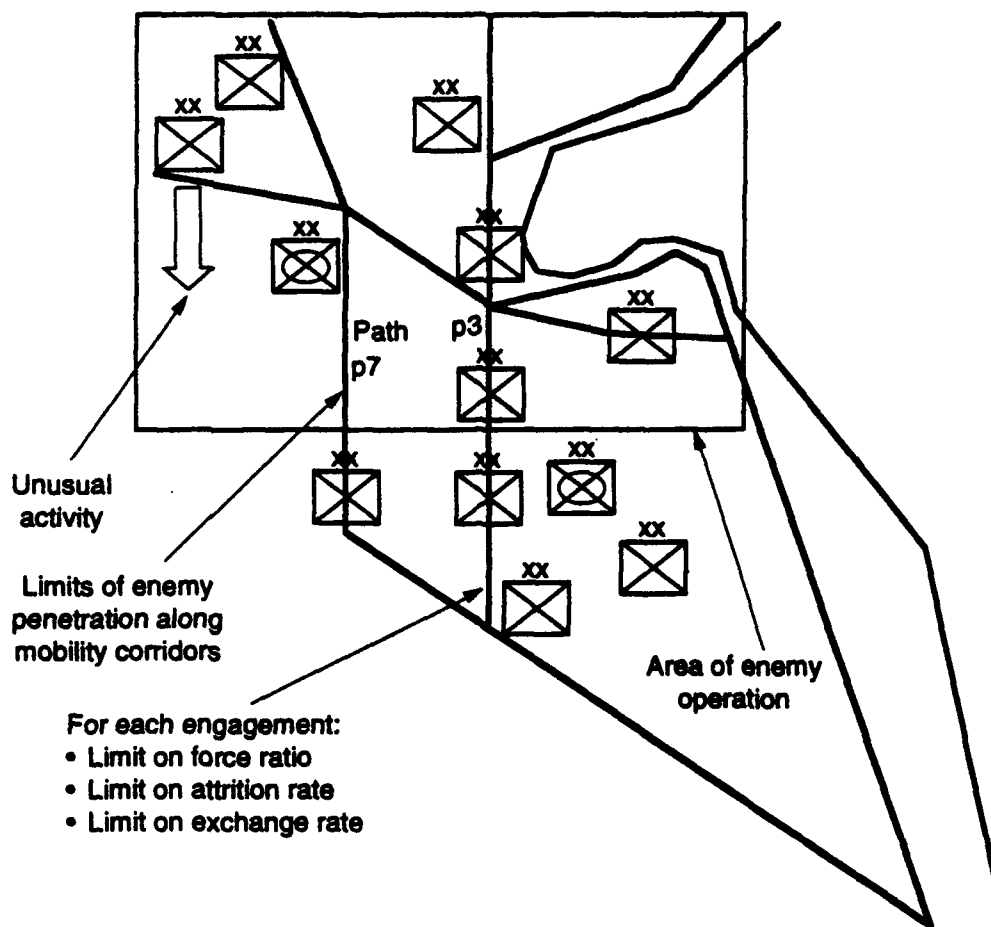 xx
xx
xx
xx
xx
xx
Path
p7
p3
xx
xx
xx
xx
xx
xx
Unusual
activity
Limits of enemy
penetration along
mobility corridors
Area of enemy
operation
For each engagement:
• Limit on force ratio
• Limit on attrition rate
• Limit on exchange rate